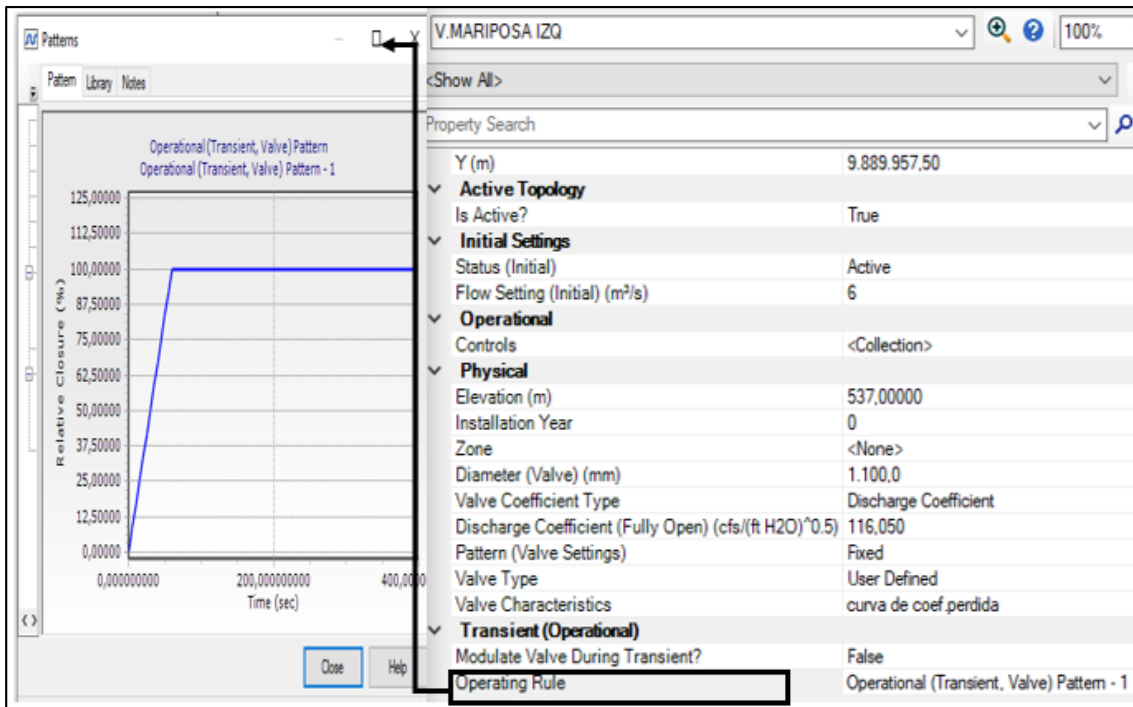 Patterns
Pattern Library Notes
Operational (Transient, Valve) Pattern
Operational (Transient, Valve) Pattern - 1
125,00000
112,50000
100,00000
87,50000
75,00000
62,50000
50,00000
37,50000
25,00000
12,50000
0,00000
Relative Closure (%)
0,000000000 200,000000000 400,0
Time (sec)
Close Help
V.MARIPOSA IZQ 100%
<Show All>
Property Search
Y (m) 9.889.957,50
Active Topology
Is Active? True
Initial Settings
Status (Initial) Active
Flow Setting (Initial) (m³/s) 6
Operational
Controls <Collection>
Physical
Elevation (m) 537,00000
Installation Year 0
Zone <None>
Diameter (Valve) (mm) 1.100,0
Valve Coefficient Type Discharge Coefficient
Discharge Coefficient (Fully Open) (cfs/(ft H2O)^0.5) 116,050
Pattern (Valve Settings) Fixed
Valve Type User Defined
Valve Characteristics curva de coef.perdida
Transient (Operational)
Modulate Valve During Transient? False
Operating Rule Operational (Transient, Valve) Pattern - 1